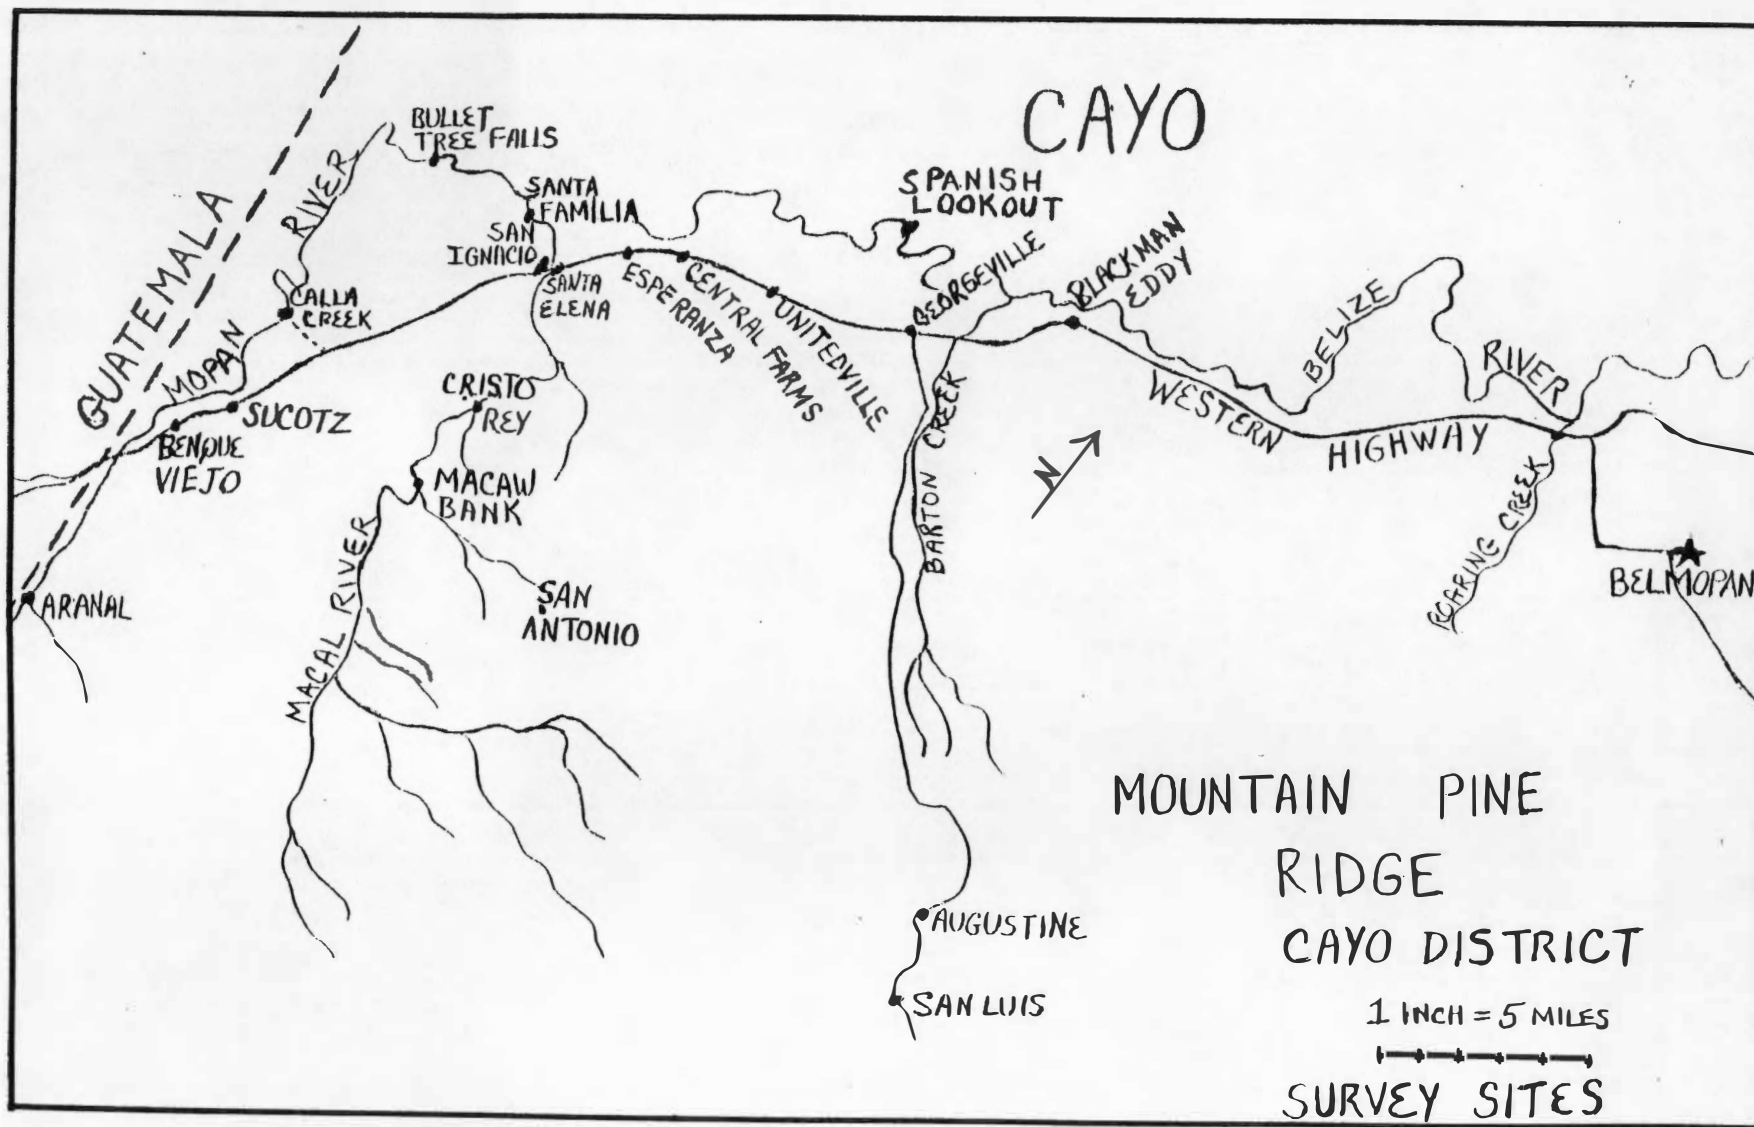 CAYO
GUATEMALA
BULLET
TREE FALLS
RIVER
SANTA
FAMILIA
SAN
IGNACIO
SANTA
ELENA
CALLA
CREEK
MOPAN
SUCOTZ
BENQUE
VIEJO
ARANAL
ESPERANZA
CENTRAL FARMS
UNITEDVILLE
SPANISH
LOOKOUT
GEORGEVILLE
BLACKMAN
EDDY
BELIZE
RIVER
WESTERN
HIGHWAY
CRISTO
REY
MACAW
BANK
MACAL RIVER
SAN
ANTONIO
BARTON CREEK
N
ROARING CREEK
BELMOPAN
AUGUSTINE
SAN LUIS
MOUNTAIN PINE
RIDGE
CAYO DISTRICT
1 INCH = 5 MILES
SURVEY SITES